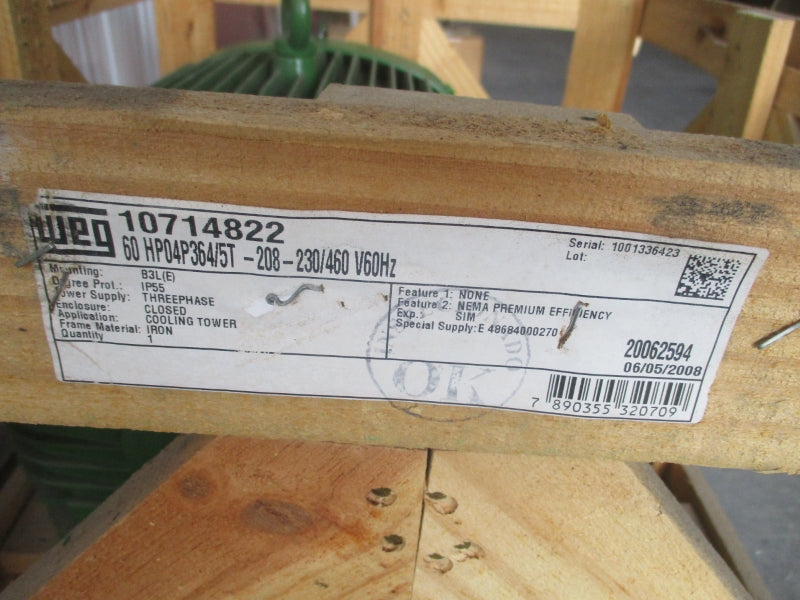 weg
10714822
60 HP04P364/5T -208-230/460 V60Hz
Serial: 1001336423
Lot:
Mounting: B3L(E)
Degree Prot.: IP55
Power Supply: THREEPHASE
Enclosure: CLOSED
Application: COOLING TOWER
Frame Material: IRON
Quantity 1
Feature 1: NONE
Feature 2: NEMA PREMIUM EFFICIENCY
Exp.: SIM
Special Supply: E 48684000270
20062594
06/05/2008
OK
7 890355 320709